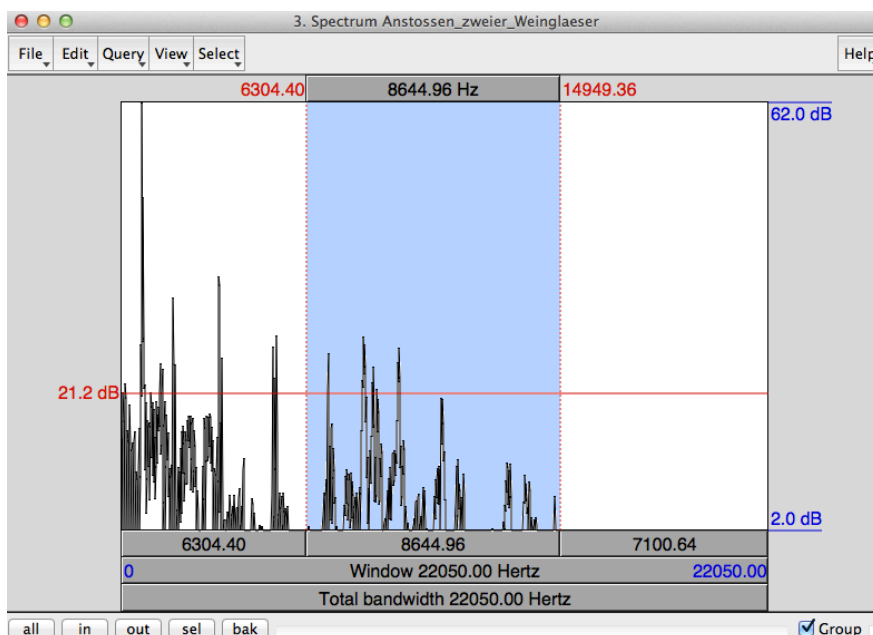 3. Spectrum Anstossen_zweier_Weinglaeser
File Edit Query View Select Help
6304.40 8644.96 Hz 14949.36
62.0 dB
21.2 dB
2.0 dB
6304.40 8644.96 7100.64
0 Window 22050.00 Hertz 22050.00
Total bandwidth 22050.00 Hertz
all in out sel bak Group